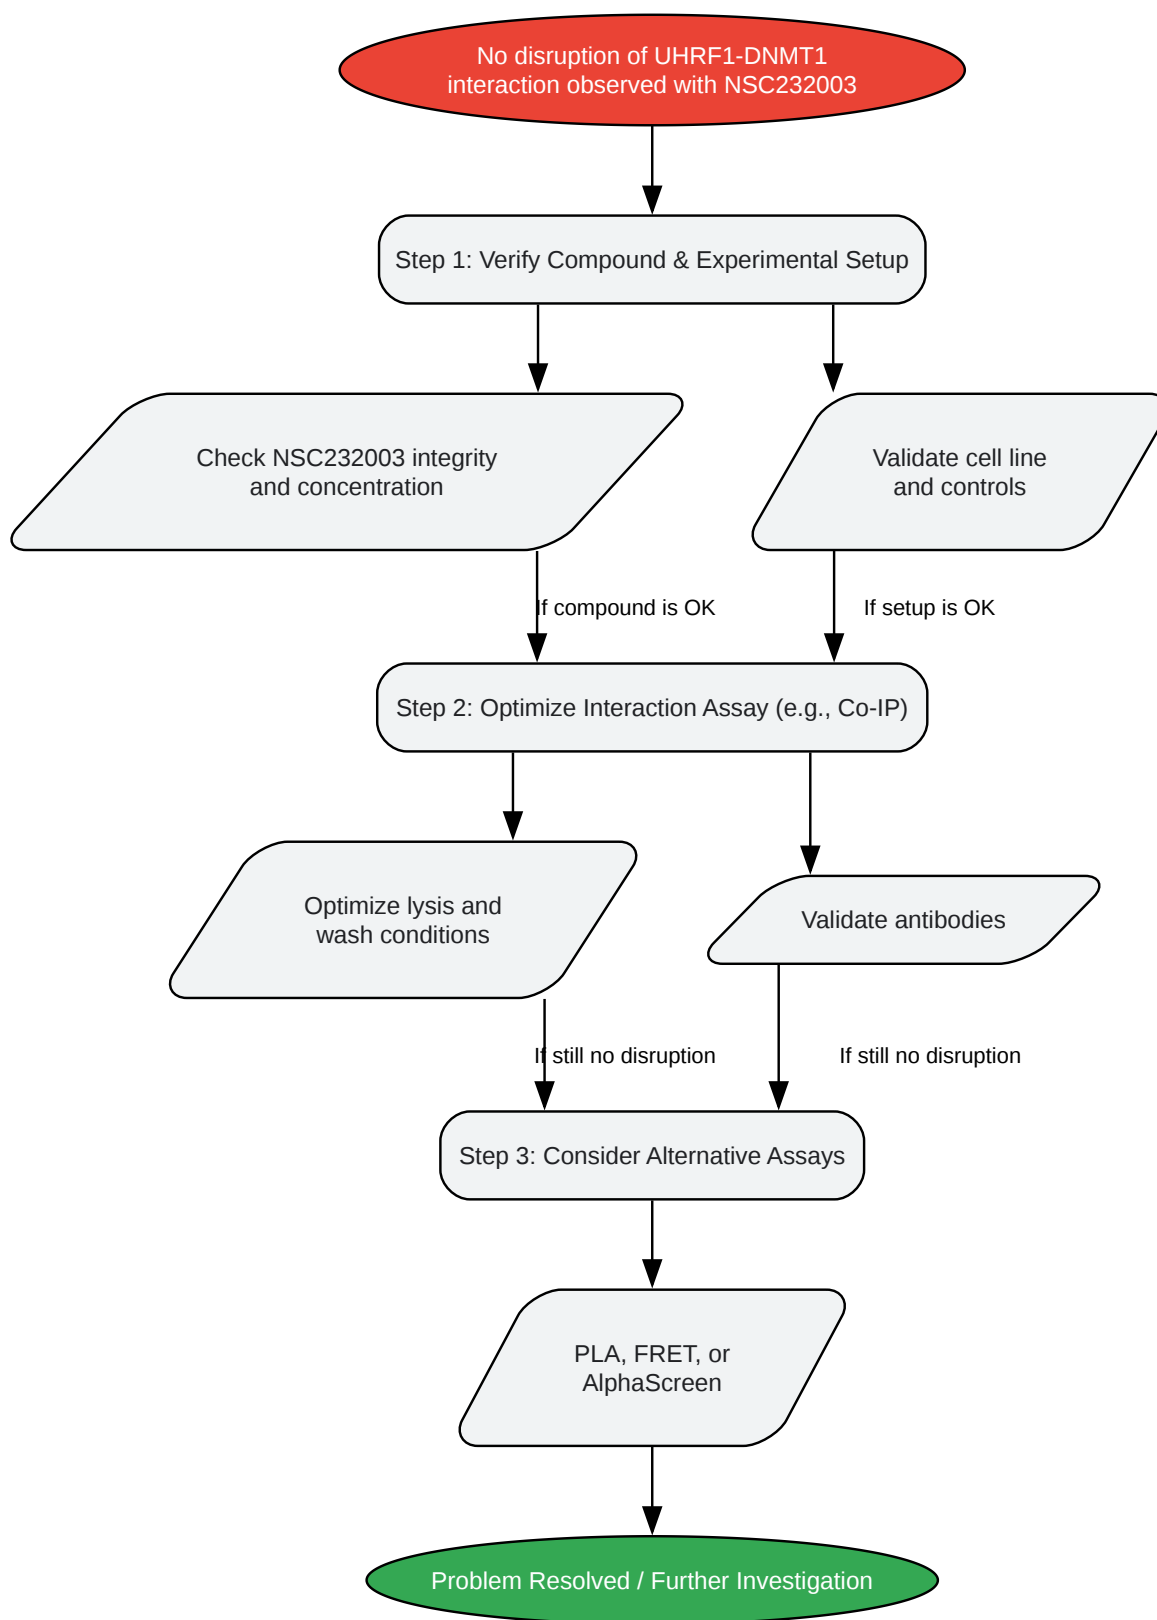 No disruption of UHRF1-DNMT1
interaction observed with NSC232003
Step 1: Verify Compound & Experimental Setup
Check NSC232003 integrity
and concentration
Validate cell line
and controls
If compound is OK
If setup is OK
Step 2: Optimize Interaction Assay (e.g., Co-IP)
Optimize lysis and
wash conditions
Validate antibodies
If still no disruption
If still no disruption
Step 3: Consider Alternative Assays
PLA, FRET, or
AlphaScreen
Problem Resolved / Further Investigation